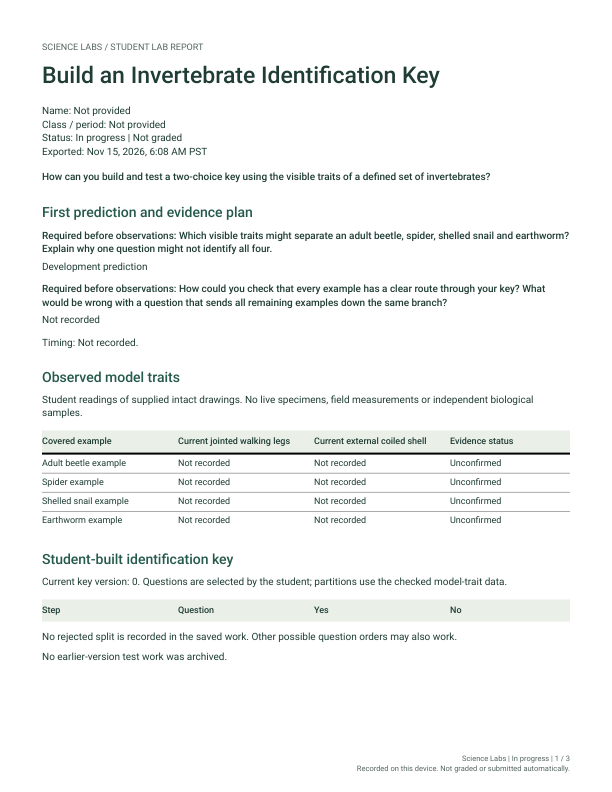 SCIENCE LABS / STUDENT LAB REPORT
Build an Invertebrate Identification Key
Name: Not provided
Class / period: Not provided
Status: In progress | Not graded
Exported: Nov 15, 2026, 6:08 AM PST
How can you build and test a two-choice key using the visible traits of a defined set of invertebrates?
First prediction and evidence plan
Required before observations: Which visible traits might separate an adult beetle, spider, shelled snail and earthworm?
Explain why one question might not identify all four.
Development prediction
Required before observations: How could you check that every example has a clear route through your key? What
would be wrong with a question that sends all remaining examples down the same branch?
Not recorded
Timing: Not recorded.
Observed model traits
Student readings of supplied intact drawings. No live specimens, field measurements or independent biological
samples.
Covered example Current jointed walking legs Current external coiled shell Evidence status
Adult beetle example Not recorded Not recorded Unconfirmed
Spider example Not recorded Not recorded Unconfirmed
Shelled snail example Not recorded Not recorded Unconfirmed
Earthworm example Not recorded Not recorded Unconfirmed
Student-built identification key
Current key version: 0. Questions are selected by the student; partitions use the checked model-trait data.
Step Question Yes No
No rejected split is recorded in the saved work. Other possible question orders may also work.
No earlier-version test work was archived.
Science Labs | In progress | 1 / 3
Recorded on this device. Not graded or submitted automatically.